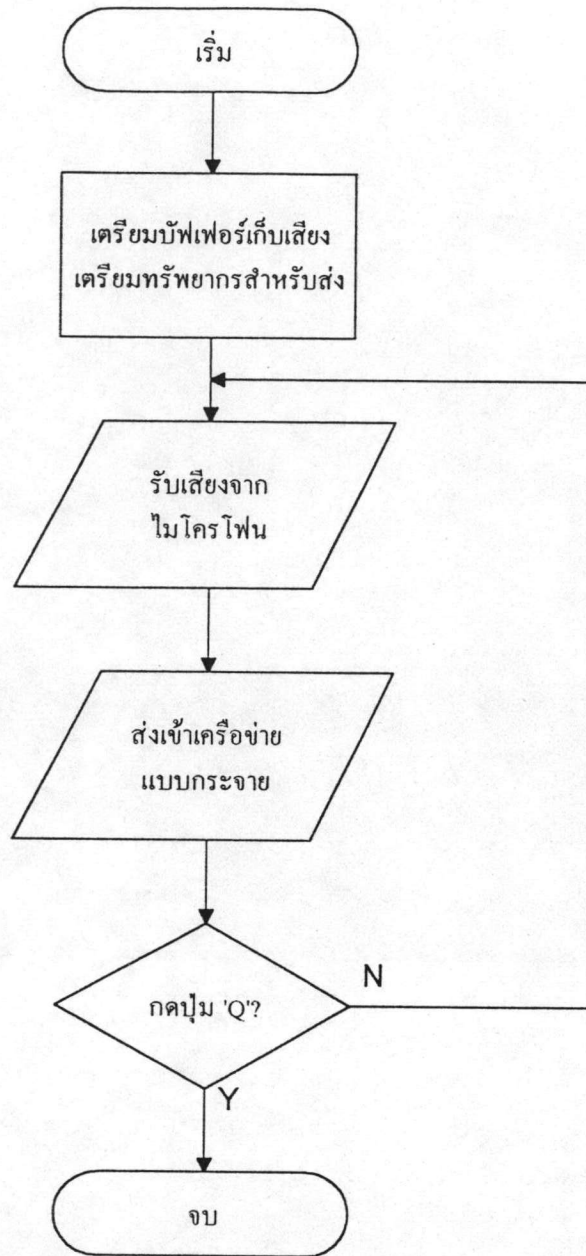 เริ่ม
เตรียมบัฟเฟอร์เก็บเสียง
เตรียมทรัพยากรสำหรับส่ง
รับเสียงจาก
ไมโครโฟน
ส่งเข้าเครือข่าย
แบบกระจาย
กดปุ่ม 'Q'?
N
Y
จบ